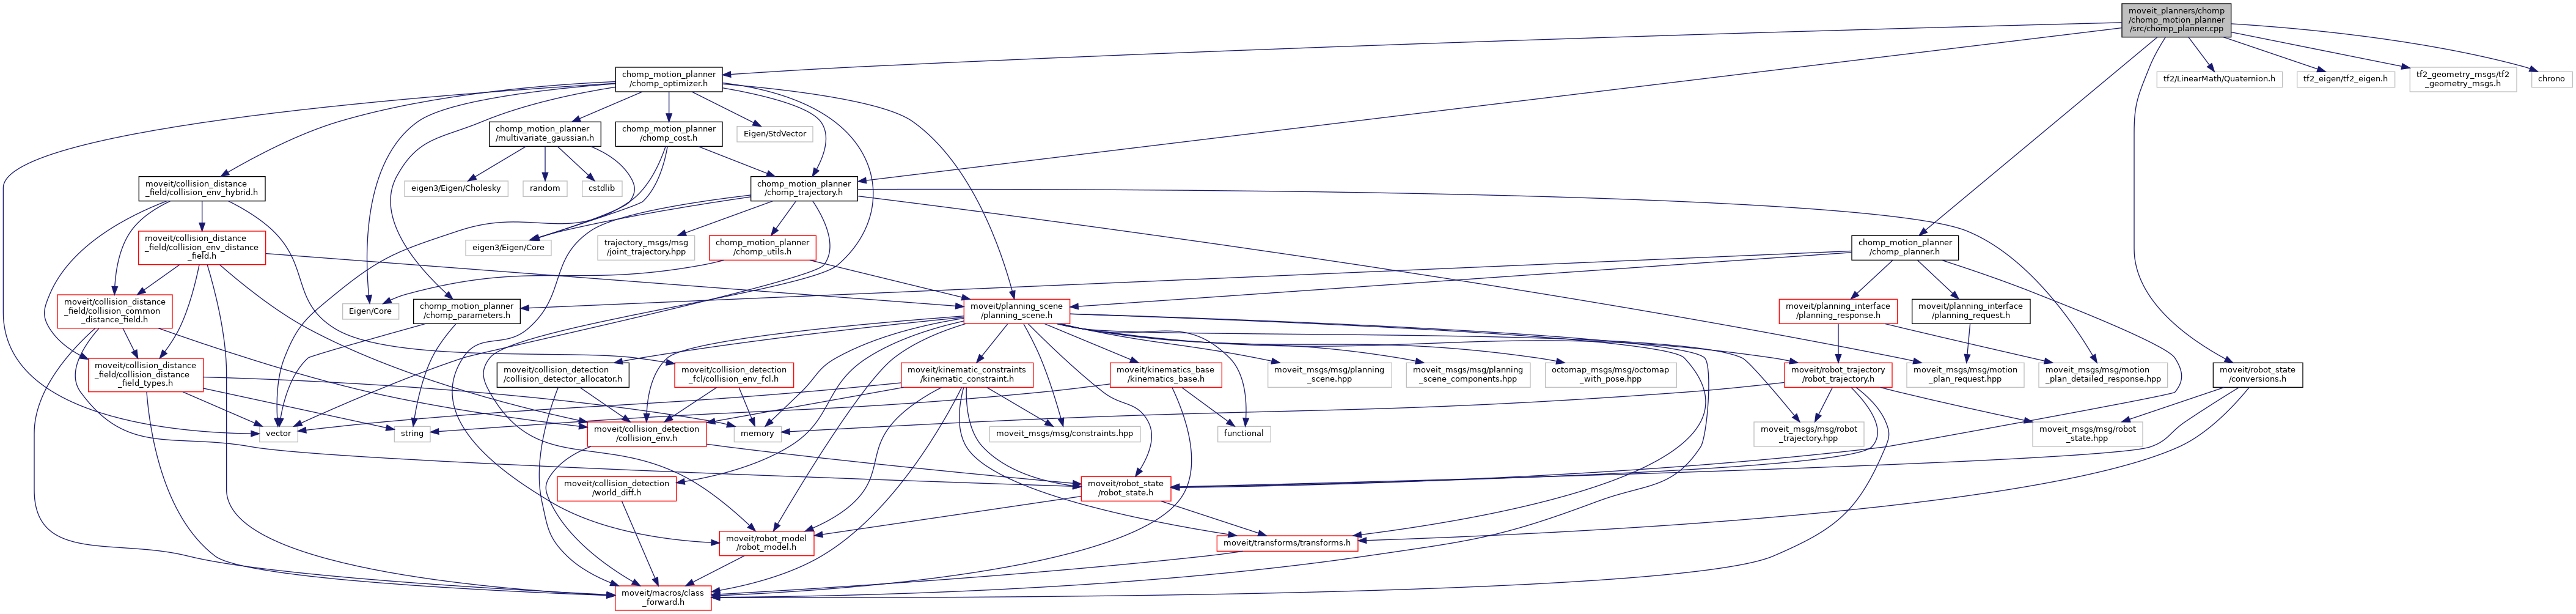 moveit_planners/chomp
/chomp_motion_planner
/src/chomp_planner.cpp
chomp_motion_planner
/chomp_optimizer.h
tf2/LinearMath/Quaternion.h
tf2_eigen/tf2_eigen.h
tf2_geometry_msgs/tf2
_geometry_msgs.h
chrono
chomp_motion_planner
/multivariate_gaussian.h
chomp_motion_planner
/chomp_cost.h
Eigen/StdVector
moveit/collision_distance
_field/collision_env_hybrid.h
eigen3/Eigen/Cholesky
random
cstdlib
chomp_motion_planner
/chomp_trajectory.h
moveit/collision_distance
_field/collision_env_distance
_field.h
eigen3/Eigen/Core
trajectory_msgs/msg
/joint_trajectory.hpp
chomp_motion_planner
/chomp_utils.h
chomp_motion_planner
/chomp_planner.h
moveit/collision_distance
_field/collision_common
_distance_field.h
Eigen/Core
chomp_motion_planner
/chomp_parameters.h
moveit/planning_scene
/planning_scene.h
moveit/planning_interface
/planning_response.h
moveit/planning_interface
/planning_request.h
moveit/collision_distance
_field/collision_distance
_field_types.h
moveit/collision_detection
/collision_detector_allocator.h
moveit/collision_detection
_fcl/collision_env_fcl.h
moveit/kinematic_constraints
/kinematic_constraint.h
moveit/kinematics_base
/kinematics_base.h
moveit_msgs/msg/planning
_scene.hpp
moveit_msgs/msg/planning
_scene_components.hpp
octomap_msgs/msg/octomap
_with_pose.hpp
moveit/robot_trajectory
/robot_trajectory.h
moveit_msgs/msg/motion
_plan_request.hpp
moveit_msgs/msg/motion
_plan_detailed_response.hpp
moveit/robot_state
/conversions.h
vector
string
moveit/collision_detection
/collision_env.h
memory
moveit_msgs/msg/constraints.hpp
functional
moveit_msgs/msg/robot
_trajectory.hpp
moveit_msgs/msg/robot
_state.hpp
moveit/collision_detection
/world_diff.h
moveit/robot_state
/robot_state.h
moveit/robot_model
/robot_model.h
moveit/transforms/transforms.h
moveit/macros/class
_forward.h